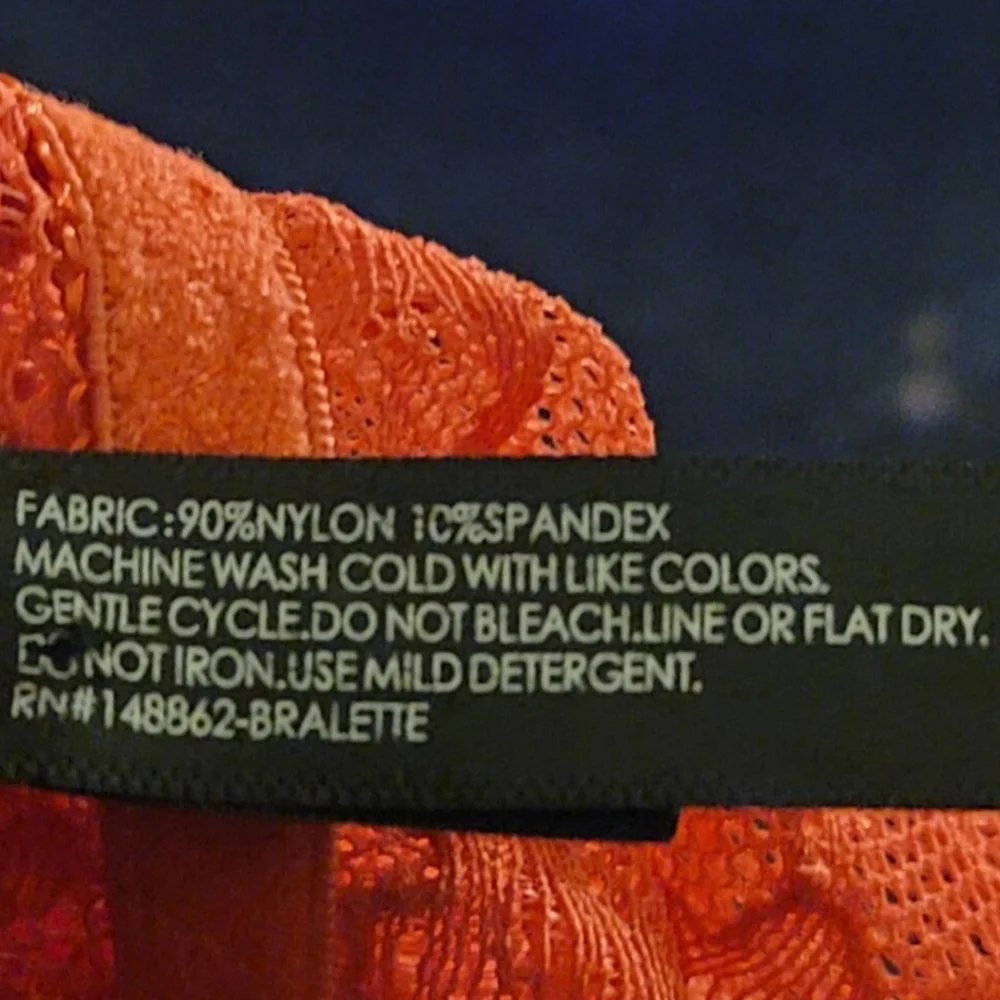 FABRIC:90%NYLON 10%SPANDEX
MACHINE WASH COLD WITH LIKE COLORS.
GENTLE CYCLE.DO NOT BLEACH.LINE OR FLAT DRY.
DO NOT IRON.USE MILD DETERGENT.
RN#148862-BRALETTE